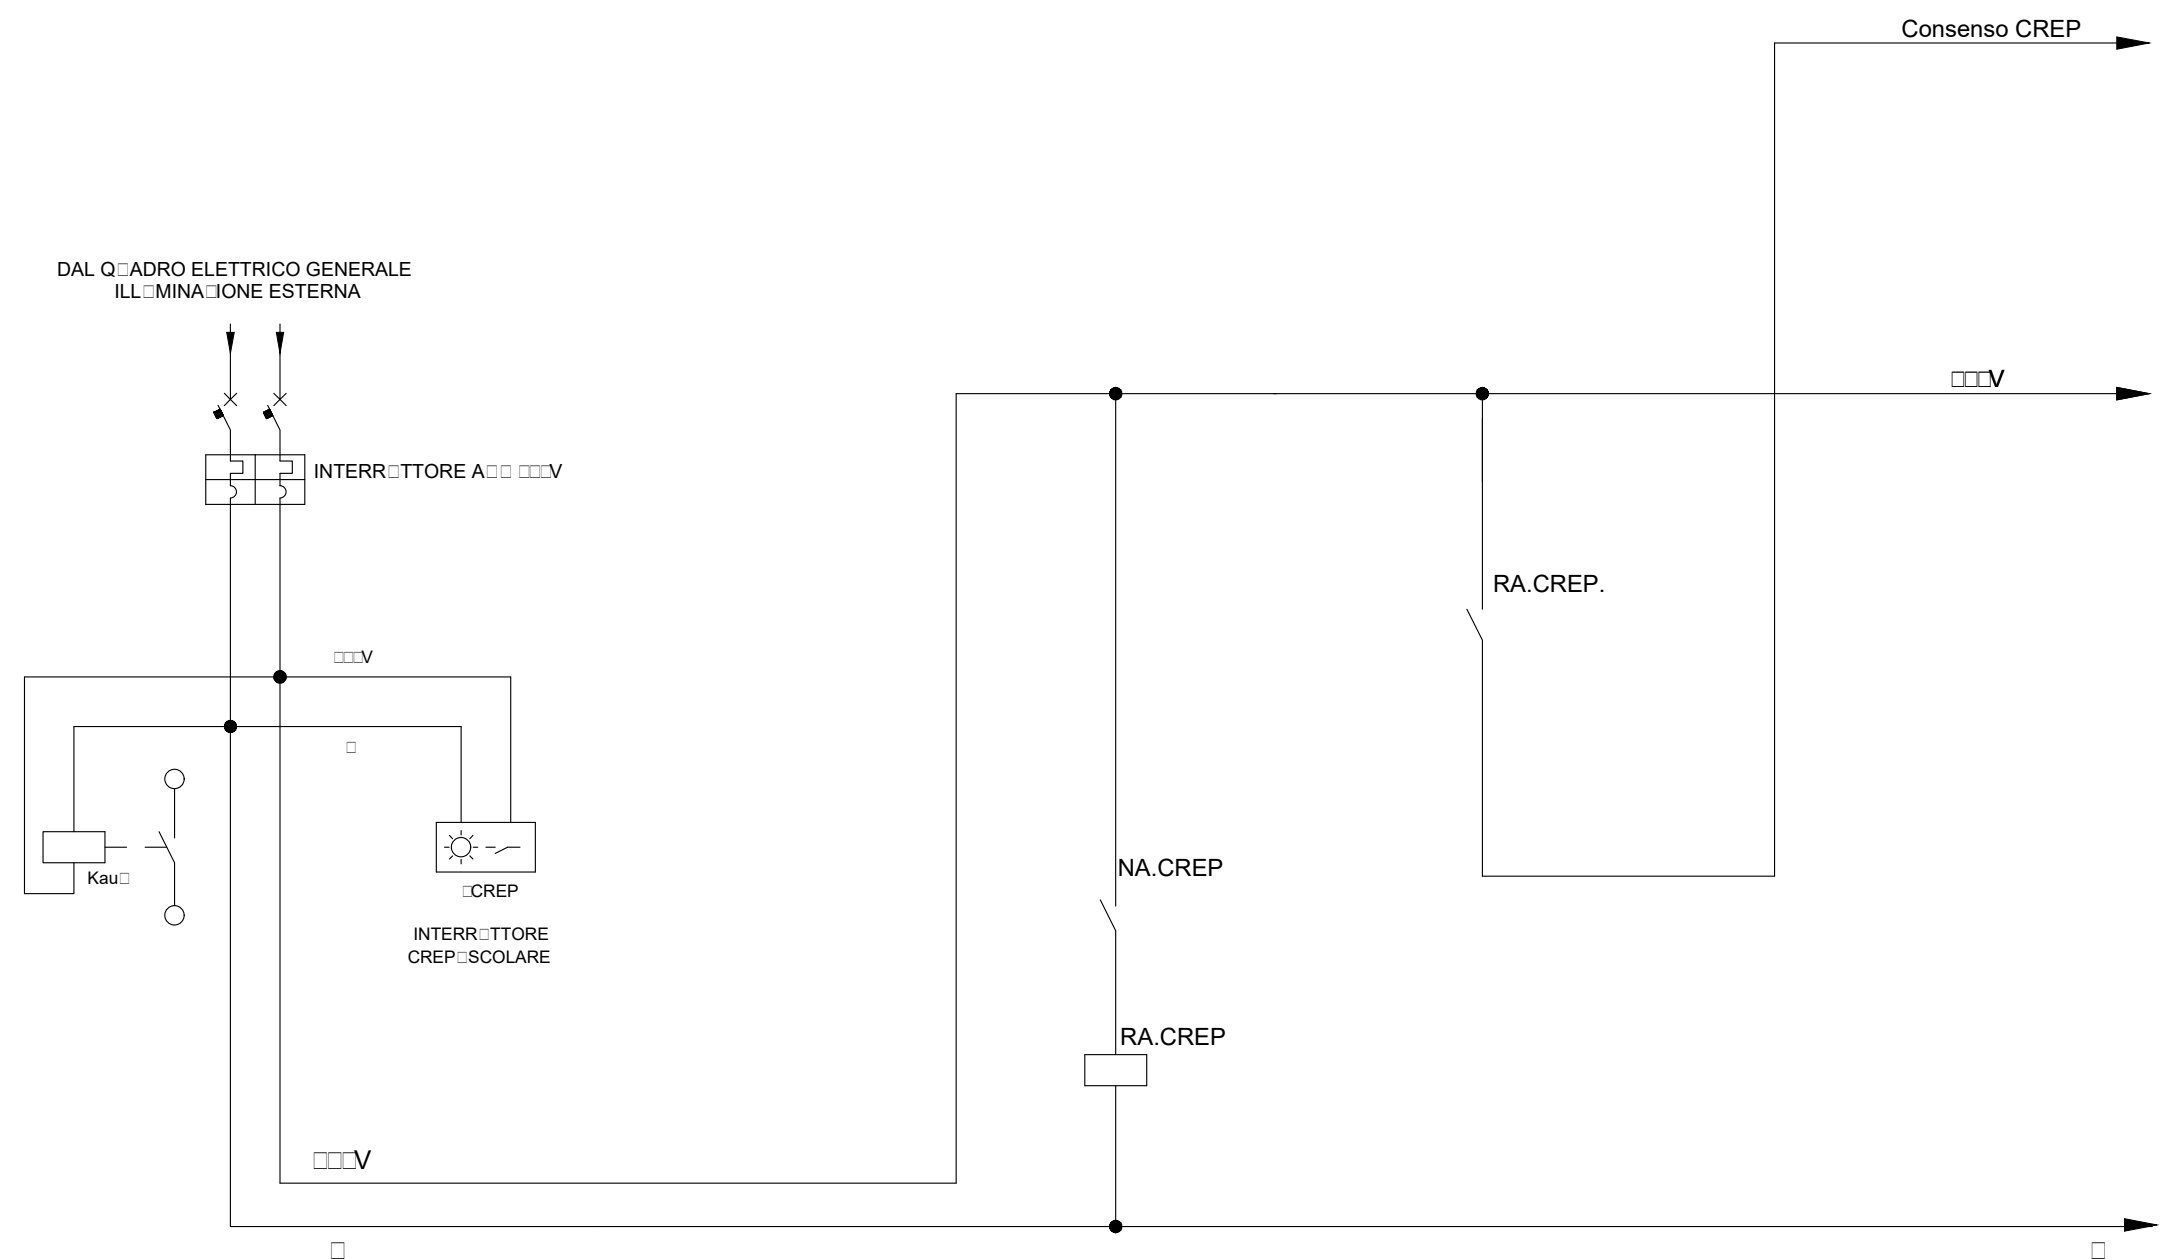 Consenso CREP
DAL Q□ADRO ELETTRICO GENERALE
ILL□MINA□IONE ESTERNA
□□□V
INTERR□TTORE A□□ □□□V
RA.CREP.
□□□V
□
NA.CREP
Kau□
□CREP
INTERR□TTORE
CREP□SCOLARE
RA.CREP
□□□V
□
□